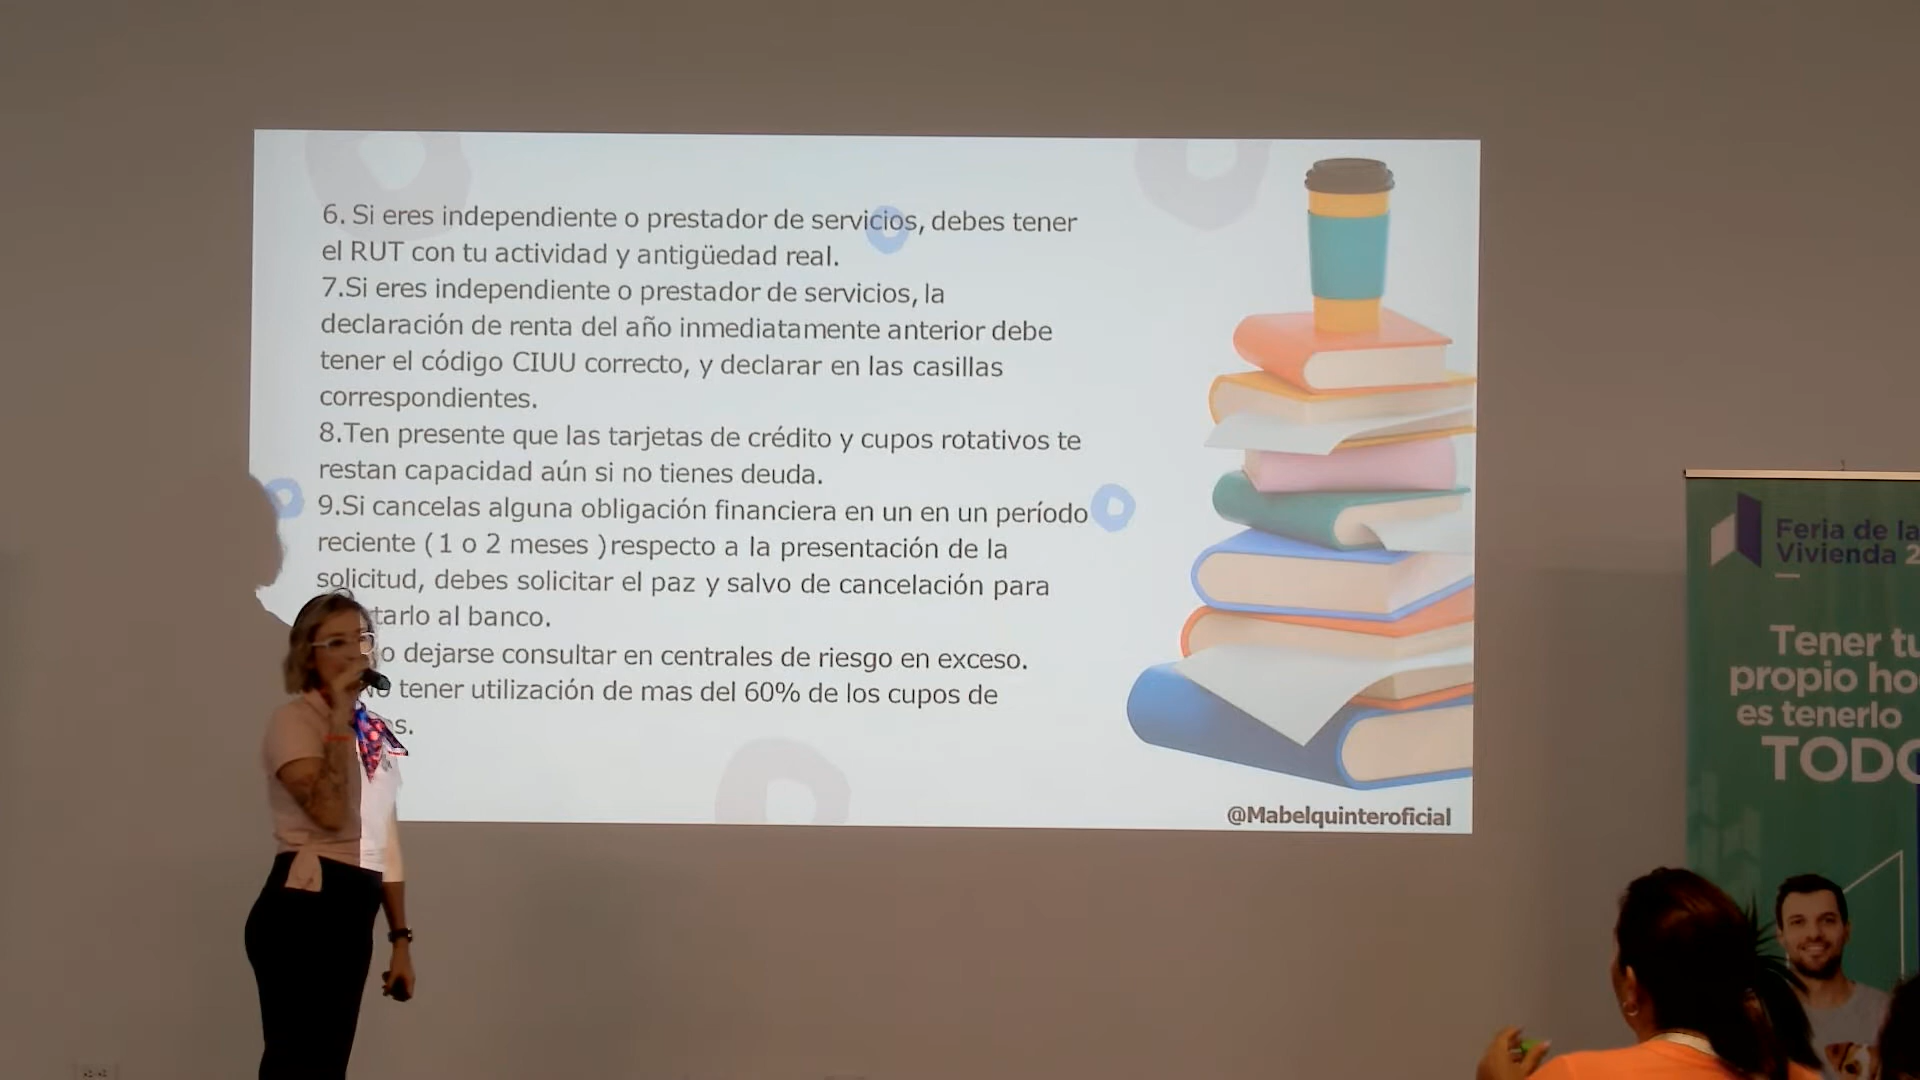 6. Si eres independiente o prestador de servicios, debes tener
el RUT con tu actividad y antigüedad real.
7.Si eres independiente o prestador de servicios, la
declaración de renta del año inmediatamente anterior debe
tener el código CIUU correcto, y declarar en las casillas
correspondientes.
8.Ten presente que las tarjetas de crédito y cupos rotativos te
restan capacidad aún si no tienes deuda.
9.Si cancelas alguna obligación financiera en un en un período
reciente ( 1 o 2 meses )respecto a la presentación de la
solicitud, debes solicitar el paz y salvo de cancelación para
tarlo al banco.
o dejarse consultar en centrales de riesgo en exceso.
No tener utilización de mas del 60% de los cupos de
s.
@Mabelquinteroficial
Feria de la
Vivienda 2
Tener tu
propio ho
es tenerlo
TODO